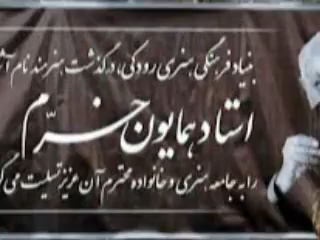 بنیاد فرهنگی هنری رودکی، درگذشت هنرمند نام
استاد همایون خرّم
را به جامعه هنری و خانواده محترم آن عزیز تسلیت می